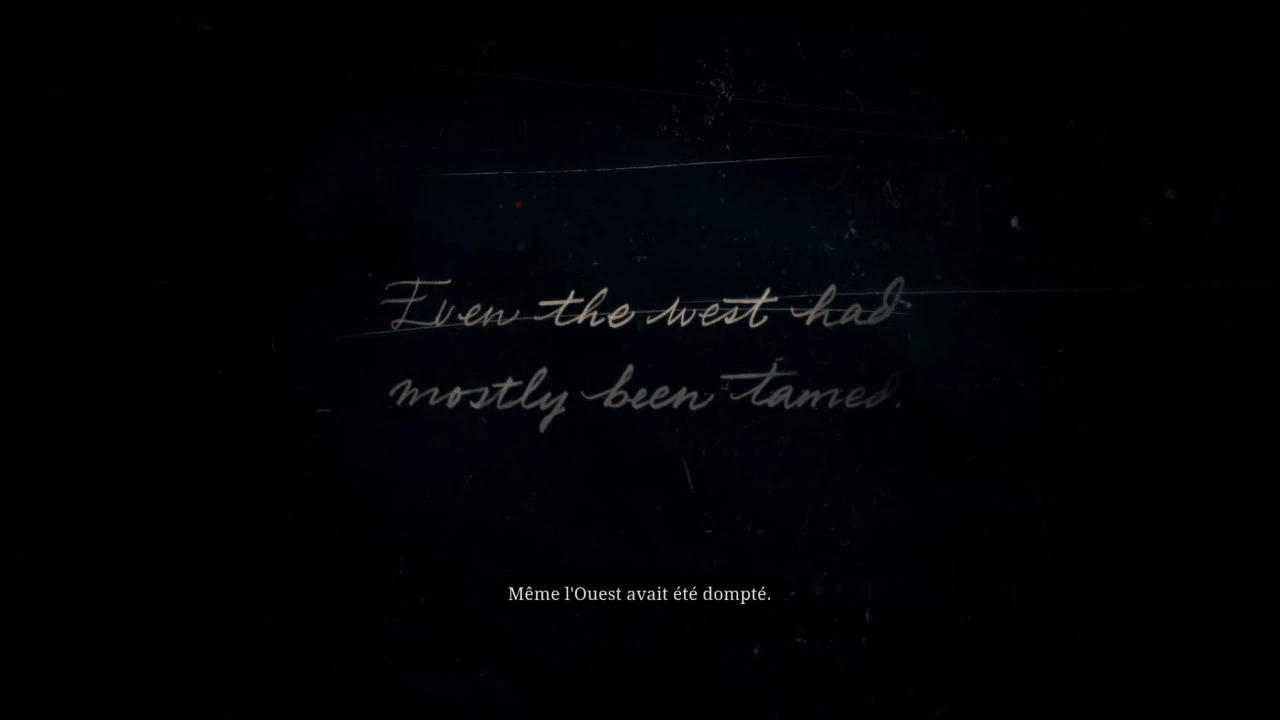 Even the west had
mostly been tamed.
Même l'Ouest avait été dompté.